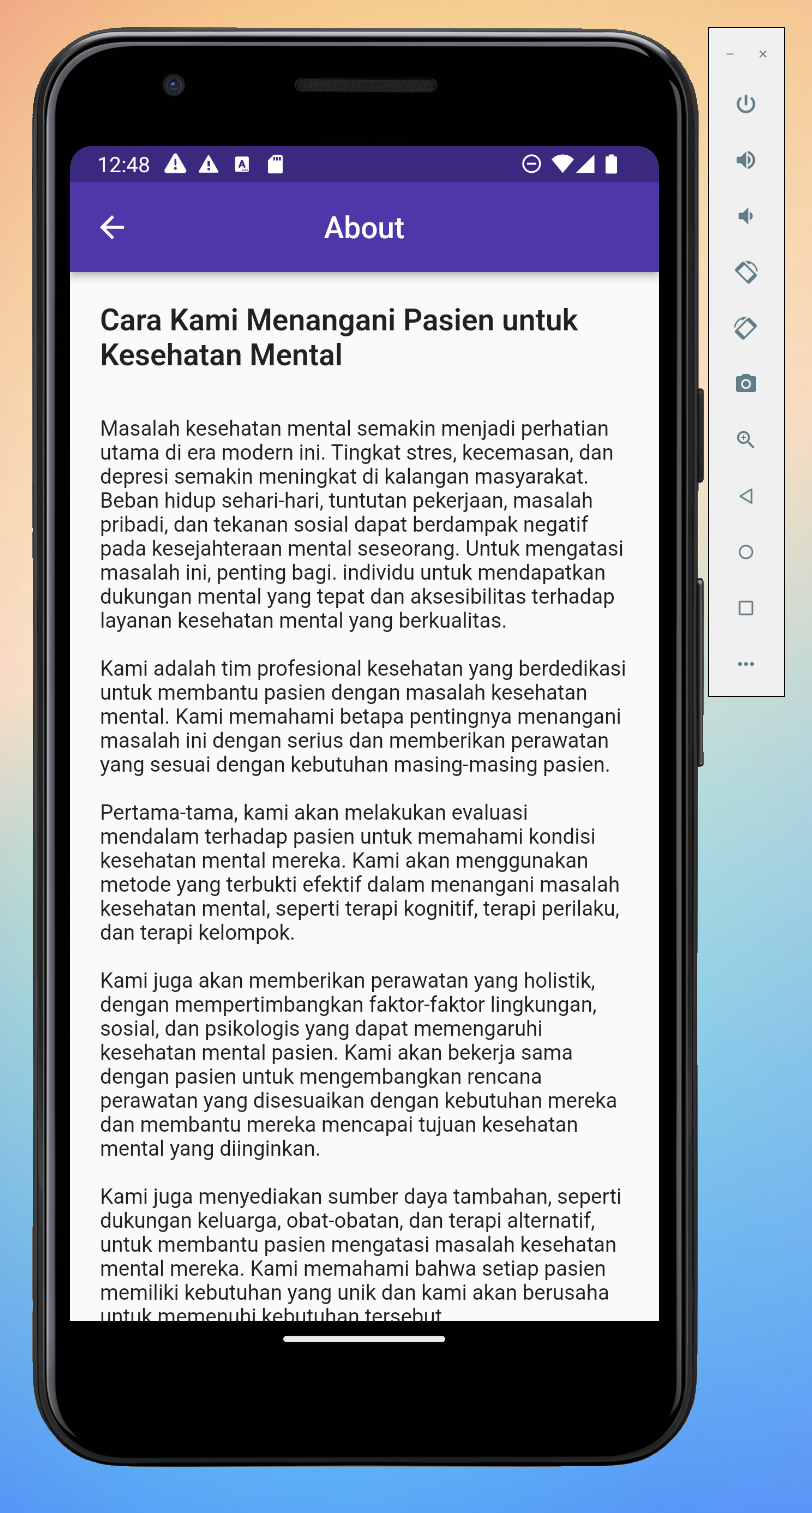 12:48
About
Cara Kami Menangani Pasien untuk
Kesehatan Mental
Masalah kesehatan mental semakin menjadi perhatian
utama di era modern ini. Tingkat stres, kecemasan, dan
depresi semakin meningkat di kalangan masyarakat.
Beban hidup sehari-hari, tuntutan pekerjaan, masalah
pribadi, dan tekanan sosial dapat berdampak negatif
pada kesejahteraan mental seseorang. Untuk mengatasi
masalah ini, penting bagi. individu untuk mendapatkan
dukungan mental yang tepat dan aksesibilitas terhadap
layanan kesehatan mental yang berkualitas.
Kami adalah tim profesional kesehatan yang berdedikasi
untuk membantu pasien dengan masalah kesehatan
mental. Kami memahami betapa pentingnya menangani
masalah ini dengan serius dan memberikan perawatan
yang sesuai dengan kebutuhan masing-masing pasien.
Pertama-tama, kami akan melakukan evaluasi
mendalam terhadap pasien untuk memahami kondisi
kesehatan mental mereka. Kami akan menggunakan
metode yang terbukti efektif dalam menangani masalah
kesehatan mental, seperti terapi kognitif, terapi perilaku,
dan terapi kelompok.
Kami juga akan memberikan perawatan yang holistik,
dengan mempertimbangkan faktor-faktor lingkungan,
sosial, dan psikologis yang dapat memengaruhi
kesehatan mental pasien. Kami akan bekerja sama
dengan pasien untuk mengembangkan rencana
perawatan yang disesuaikan dengan kebutuhan mereka
dan membantu mereka mencapai tujuan kesehatan
mental yang diinginkan.
Kami juga menyediakan sumber daya tambahan, seperti
dukungan keluarga, obat-obatan, dan terapi alternatif,
untuk membantu pasien mengatasi masalah kesehatan
mental mereka. Kami memahami bahwa setiap pasien
memiliki kebutuhan yang unik dan kami akan berusaha
untuk memenuhi kebutuhan tersebut